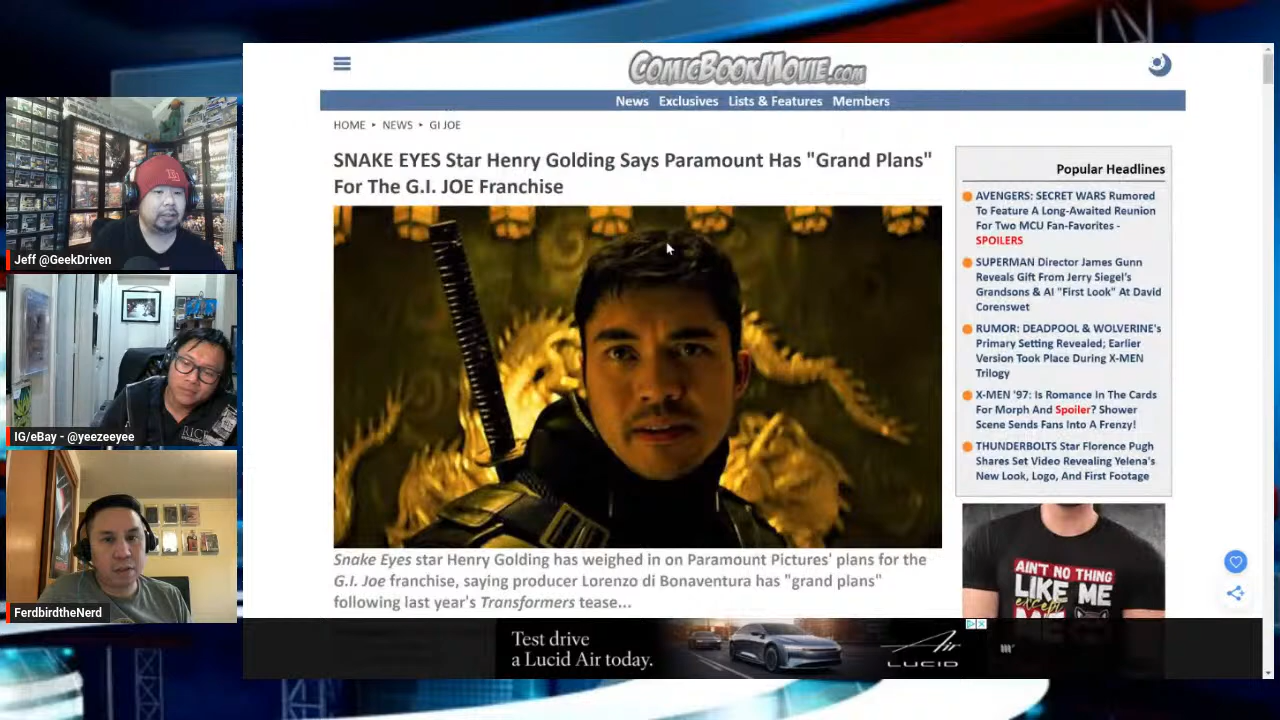 COMICBOOKMOVIE.COM
News Exclusives Lists & Features Members
HOME ‣ NEWS ‣ GI JOE
SNAKE EYES Star Henry Golding Says Paramount Has "Grand Plans"
For The G.I. JOE Franchise
Snake Eyes star Henry Golding has weighed in on Paramount Pictures' plans for the
G.I. Joe franchise, saying producer Lorenzo di Bonaventura has "grand plans"
following last year's Transformers tease...
Popular Headlines
AVENGERS: SECRET WARS Rumored
To Feature A Long-Awaited Reunion
For Two MCU Fan-Favorites -
SPOILERS
SUPERMAN Director James Gunn
Reveals Gift From Jerry Siegel's
Grandsons & AI "First Look" At David
Corenswet
RUMOR: DEADPOOL & WOLVERINE's
Primary Setting Revealed; Earlier
Version Took Place During X-MEN
Trilogy
X-MEN '97: Is Romance In The Cards
For Morph And Spoiler? Shower
Scene Sends Fans Into A Frenzy!
THUNDERBOLTS Star Florence Pugh
Shares Set Video Revealing Yelena's
New Look, Logo, And First Footage
AIN'T NO THING
LIKE ME
except
ME
Test drive
a Lucid Air today.
Air
LUCID
Jeff @GeekDriven
IG/eBay - @yeezeeyee
FerdbirdtheNerd